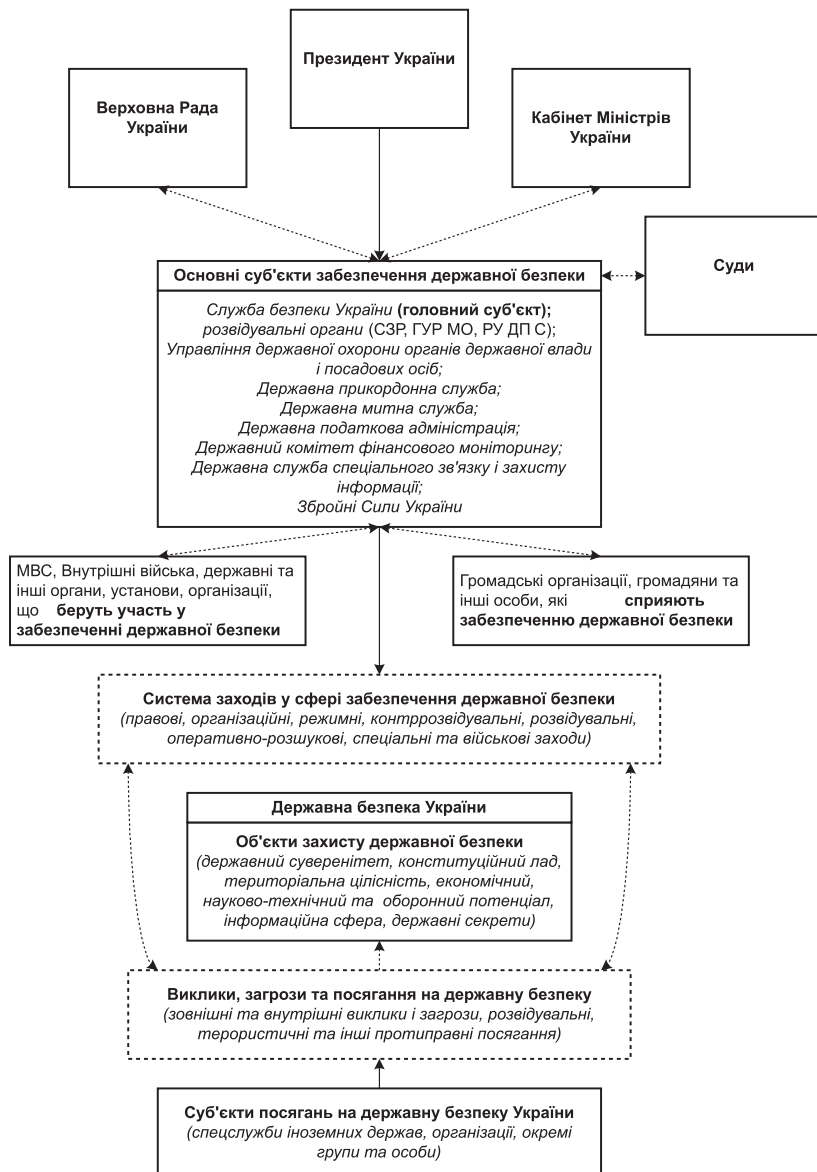 Президент України
Верховна Рада
України
Кабінет Міністрів
України
Суди
Основні суб'єкти забезпечення державної безпеки
Служба безпеки України (головний суб'єкт);
розвідувальні органи (СЗР, ГУР МО, РУ ДП С);
Управління державної охорони органів державної влади
і посадових осіб;
Державна прикордонна служба;
Державна митна служба;
Державна податкова адміністрація;
Державний комітет фінансового моніторингу;
Державна служба спеціального зв'язку і захисту
інформації;
Збройні Сили України
МВС, Внутрішні війська, державні та
інші органи, установи, організації,
що беруть участь у
забезпеченні державної безпеки
Громадські організації, громадяни та
інші особи, які сприяють
забезпеченню державної безпеки
Система заходів у сфері забезпечення державної безпеки
(правові, організаційні, режимні, контррозвідувальні, розвідувальні,
оперативно-розшукові, спеціальні та військові заходи)
Державна безпека України
Об'єкти захисту державної безпеки
(державний суверенітет, конституційний лад,
територіальна цілісність, економічний,
науково-технічний та оборонний потенціал,
інформаційна сфера, державні секрети)
Виклики, загрози та посягання на державну безпеку
(зовнішні та внутрішні виклики і загрози, розвідувальні,
терористичні та інші протиправні посягання)
Суб'єкти посягань на державну безпеку України
(спецслужби іноземних держав, організації, окремі
групи та особи)